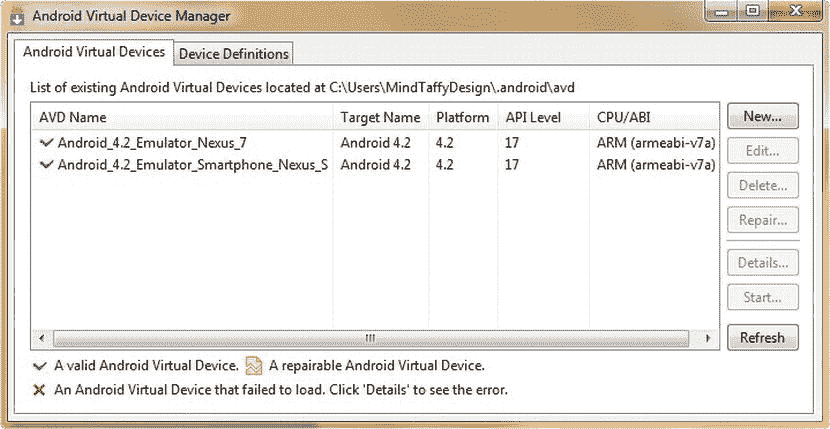 Android Virtual Device Manager
Android Virtual Devices
Device Definitions
List of existing Android Virtual Devices located at C:\Users\MindTaffyDesign\.android\avd
AVD Name Target Name Platform API Level CPU/ABI
Android_4.2_Emulator_Nexus_7 Android 4.2 4.2 17 ARM (armeabi-v7a)
Android_4.2_Emulator_Smartphone_Nexus_S Android 4.2 4.2 17 ARM (armeabi-v7a)
New...
Edit...
Delete...
Repair...
Details...
Start...
Refresh
A valid Android Virtual Device. A repairable Android Virtual Device.
An Android Virtual Device that failed to load. Click 'Details' to see the error.